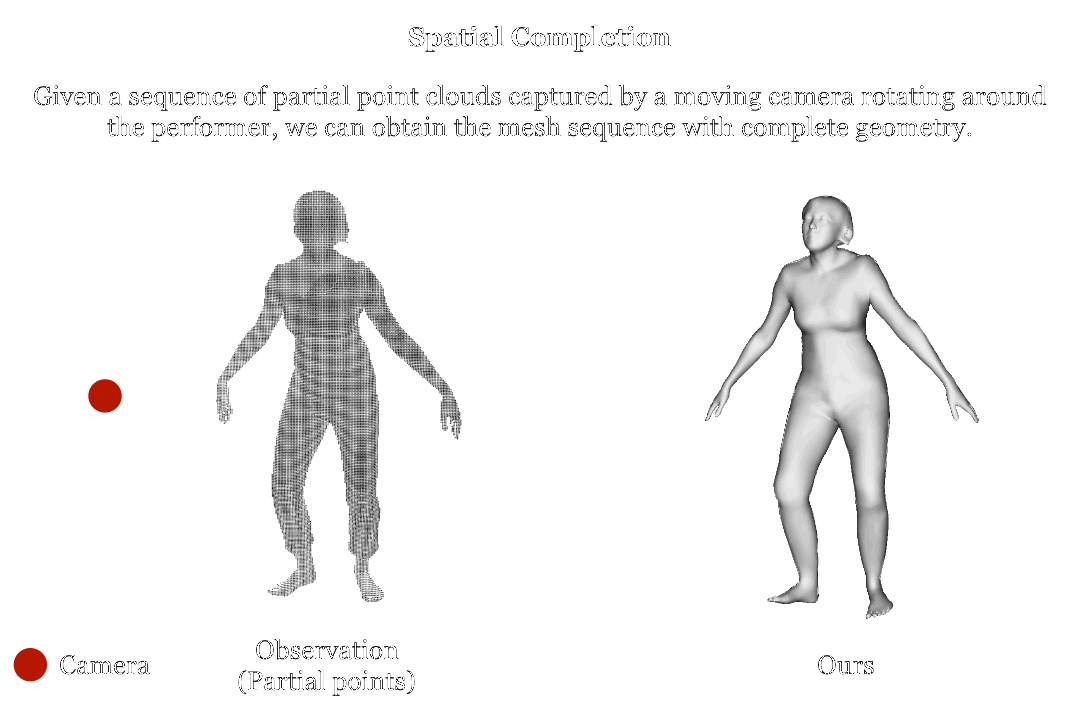 Spatial Completion
Given a sequence of partial point clouds captured by a moving camera rotating around
the performer, we can obtain the mesh sequence with complete geometry.
Camera
Observation
(Partial points)
Ours